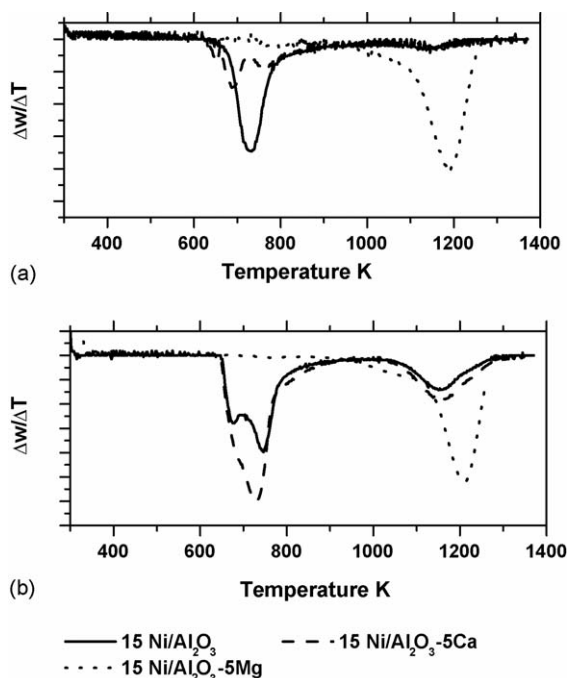 Δw/ΔT
400 600 800 1000 1200 1400
(a)
Temperature K
Δw/ΔT
400 600 800 1000 1200 1400
Temperature K
(b)
15 Ni/Al₂O₃ 15 Ni/Al₂O₃-5Ca
15 Ni/Al₂O₃-5Mg